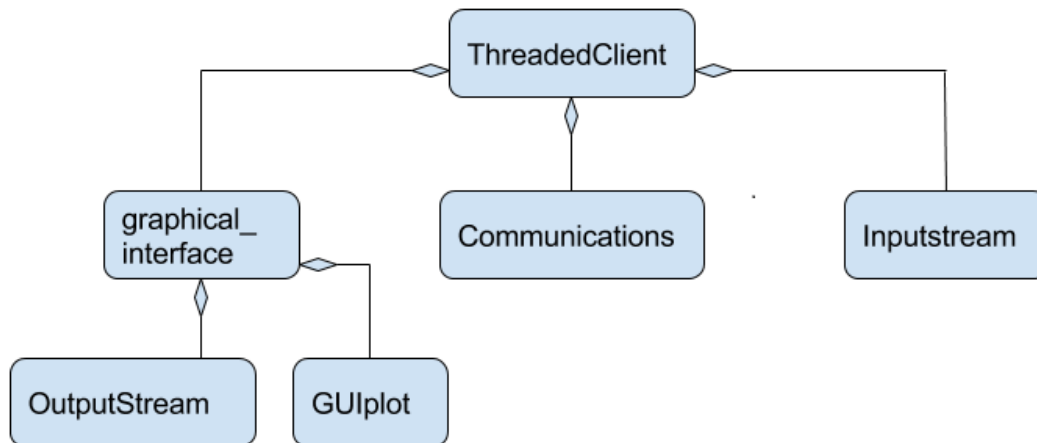 ThreadedClient
graphical_
interface
Communications
Inputstream
OutputStream
GUIplot